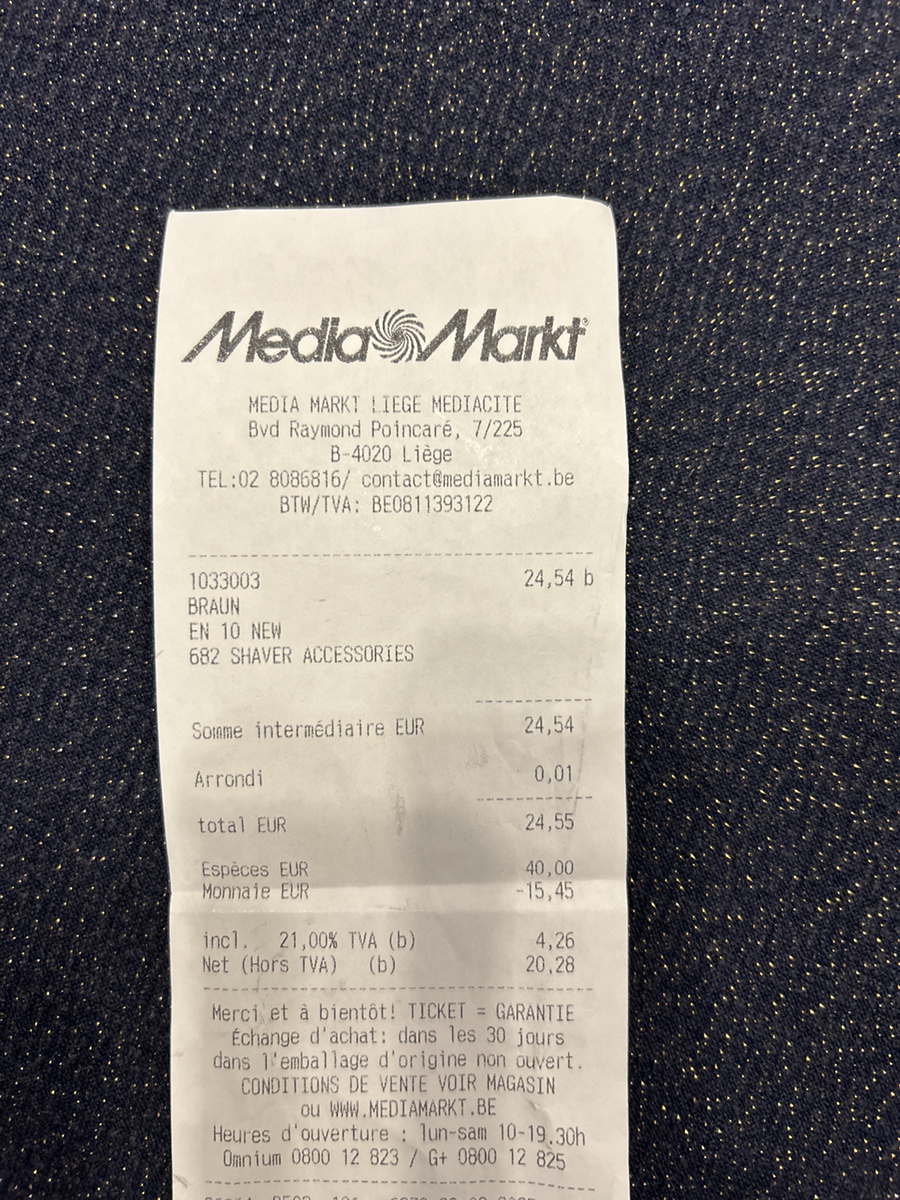 Media Markt
MEDIA MARKT LIEGE MEDIACITE
Bvd Raymond Poincaré, 7/225
B-4020 Liège
TEL:02 8086816/ contact@mediamarkt.be
BTW/TVA: BE0811393122
1033003 24,54 b
BRAUN
EN 10 NEW
682 SHAVER ACCESSORIES
Somme intermédiaire EUR 24,54
Arrondi 0,01
total EUR 24,55
Espèces EUR 40,00
Monnaie EUR -15,45
incl. 21,00% TVA (b) 4,26
Net (Hors TVA) (b) 20,28
Merci et à bientôt! TICKET = GARANTIE
Échange d'achat: dans les 30 jours
dans l'emballage d'origine non ouvert.
CONDITIONS DE VENTE VOIR MAGASIN
ou WWW.MEDIAMARKT.BE
Heures d'ouverture : lun-sam 10-19.30h
Omnium 0800 12 823 / G+ 0800 12 825